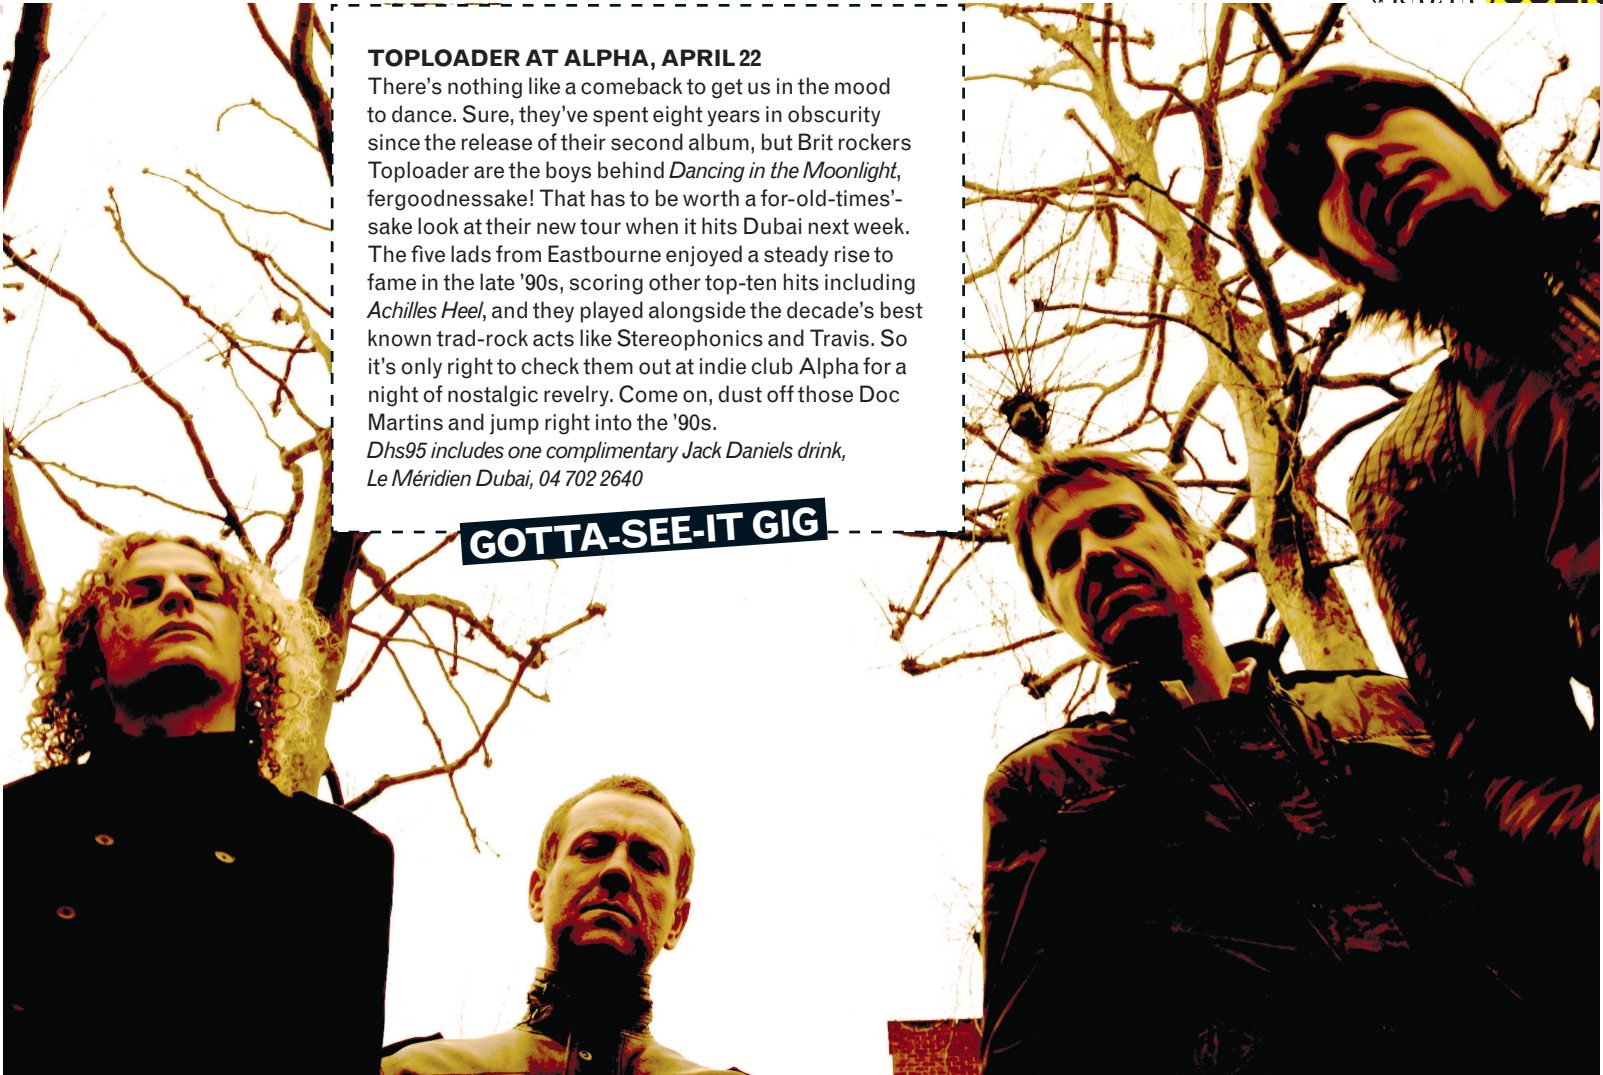 TOPLOADER AT ALPHA, APRIL 22
There's nothing like a comeback to get us in the mood
to dance. Sure, they've spent eight years in obscurity
since the release of their second album, but Brit rockers
Toploader are the boys behind Dancing in the Moonlight,
fergoodnessake! That has to be worth a for-old-times'-
sake look at their new tour when it hits Dubai next week.
The five lads from Eastbourne enjoyed a steady rise to
fame in the late '90s, scoring other top-ten hits including
Achilles Heel, and they played alongside the decade's best
known trad-rock acts like Stereophonics and Travis. So
it's only right to check them out at indie club Alpha for a
night of nostalgic revelry. Come on, dust off those Doc
Martins and jump right into the '90s.
Dhs95 includes one complimentary Jack Daniels drink,
Le Méridien Dubai, 04 702 2640
GOTTA-SEE-IT GIG